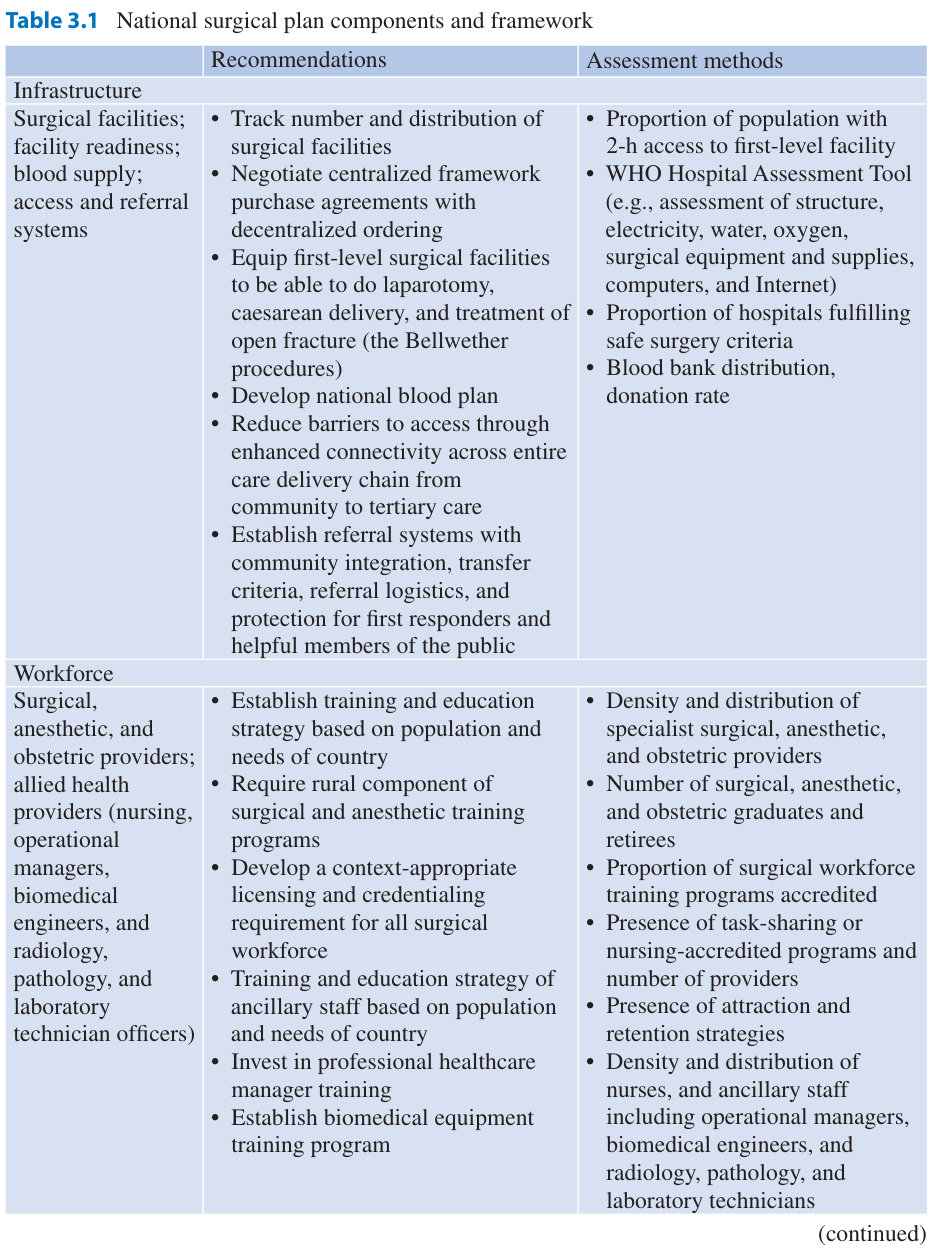 Table 3.1 National surgical plan components and framework
Recommendations
Assessment methods
Infrastructure
Surgical facilities;
facility readiness;
blood supply;
access and referral
systems
• Track number and distribution of
surgical facilities
• Negotiate centralized framework
purchase agreements with
decentralized ordering
• Equip first-level surgical facilities
to be able to do laparotomy,
caesarean delivery, and treatment of
open fracture (the Bellwether
procedures)
• Develop national blood plan
• Reduce barriers to access through
enhanced connectivity across entire
care delivery chain from
community to tertiary care
• Establish referral systems with
community integration, transfer
criteria, referral logistics, and
protection for first responders and
helpful members of the public
• Proportion of population with
2-h access to first-level facility
• WHO Hospital Assessment Tool
(e.g., assessment of structure,
electricity, water, oxygen,
surgical equipment and supplies,
computers, and Internet)
• Proportion of hospitals fulfilling
safe surgery criteria
• Blood bank distribution,
donation rate
Workforce
Surgical,
anesthetic, and
obstetric providers;
allied health
providers (nursing,
operational
managers,
biomedical
engineers, and
radiology,
pathology, and
laboratory
technician officers)
• Establish training and education
strategy based on population and
needs of country
• Require rural component of
surgical and anesthetic training
programs
• Develop a context-appropriate
licensing and credentialing
requirement for all surgical
workforce
• Training and education strategy of
ancillary staff based on population
and needs of country
• Invest in professional healthcare
manager training
• Establish biomedical equipment
training program
• Density and distribution of
specialist surgical, anesthetic,
and obstetric providers
• Number of surgical, anesthetic,
and obstetric graduates and
retirees
• Proportion of surgical workforce
training programs accredited
• Presence of task-sharing or
nursing-accredited programs and
number of providers
• Presence of attraction and
retention strategies
• Density and distribution of
nurses, and ancillary staff
including operational managers,
biomedical engineers, and
radiology, pathology, and
laboratory technicians
(continued)